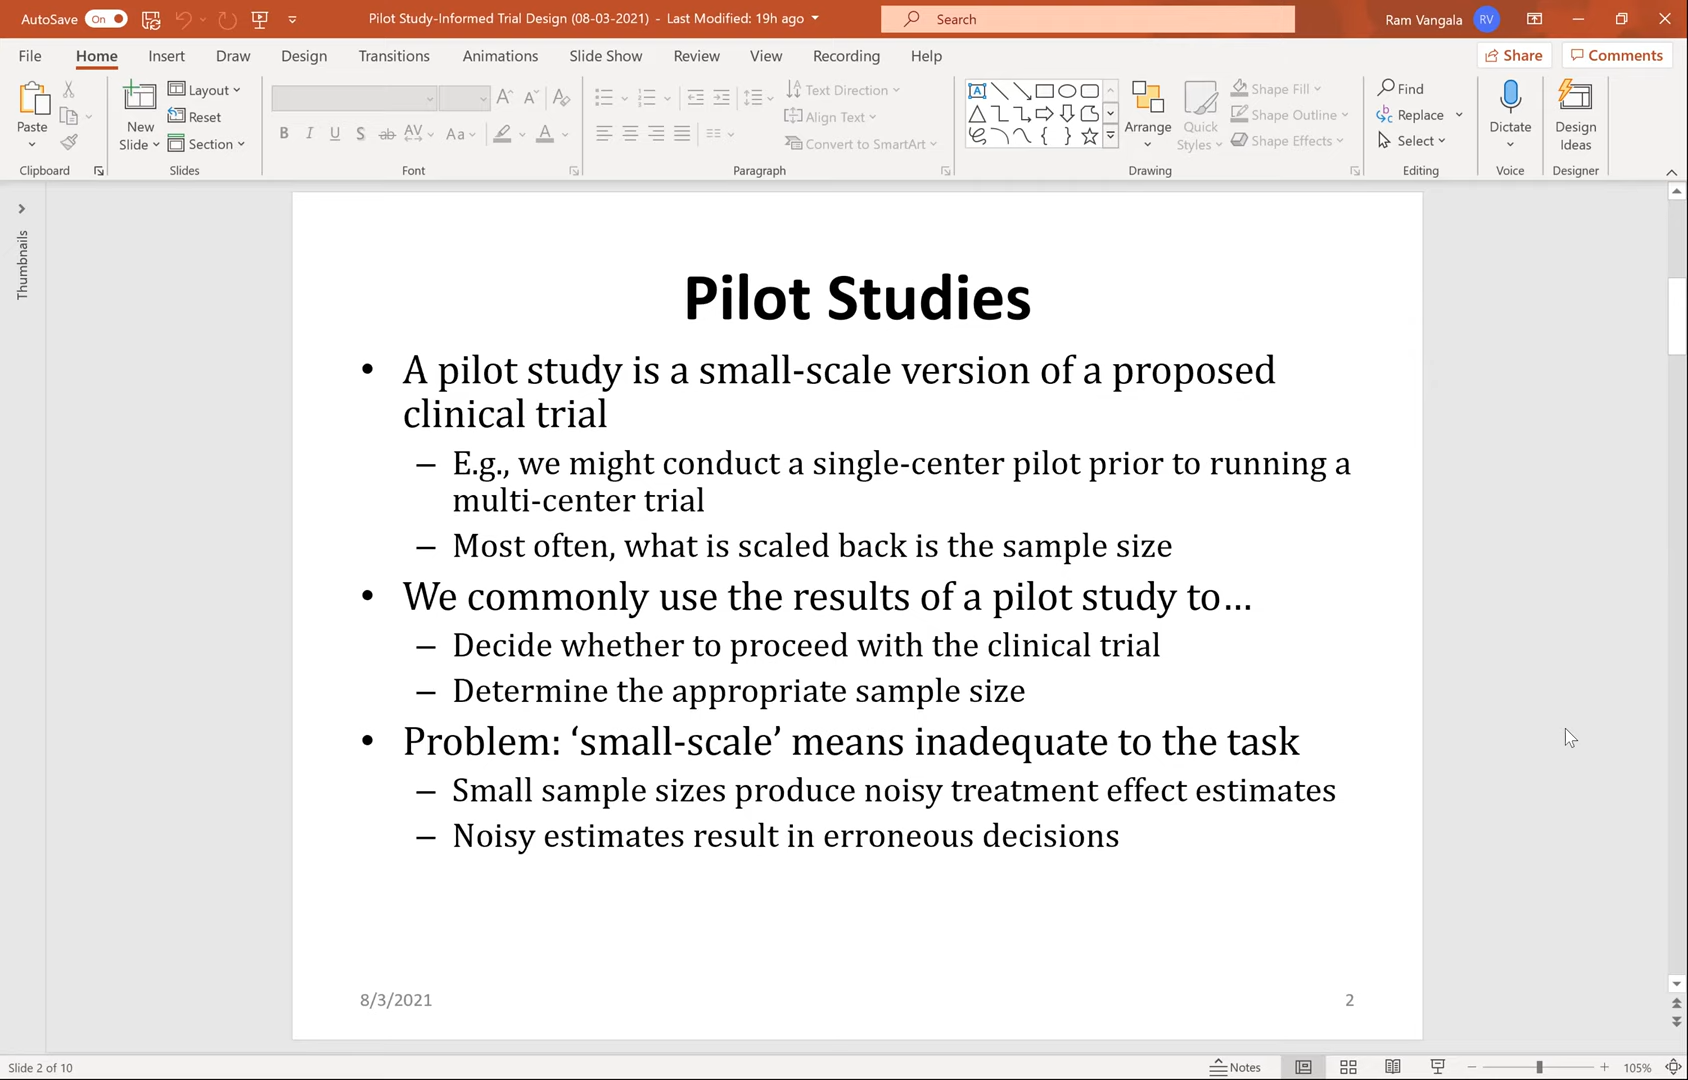 AutoSave On
Pilot Study-Informed Trial Design (08-03-2021) - Last Modified: 19h ago
Search
Ram Vangala RV
File Home Insert Draw Design Transitions Animations Slide Show Review View Recording Help
Share Comments
Paste
New
Slide
Layout
Reset
Section
B I U S ab AV Aa A
Text Direction
Align Text
Convert to SmartArt
Arrange
Quick
Styles
Shape Fill
Shape Outline
Shape Effects
Find
Replace
Select
Dictate
Design
Ideas
Clipboard Slides Font Paragraph Drawing Editing Voice Designer
Thumbnails
Pilot Studies
• A pilot study is a small-scale version of a proposed
clinical trial
– E.g., we might conduct a single-center pilot prior to running a
multi-center trial
– Most often, what is scaled back is the sample size
• We commonly use the results of a pilot study to…
– Decide whether to proceed with the clinical trial
– Determine the appropriate sample size
• Problem: ‘small-scale’ means inadequate to the task
– Small sample sizes produce noisy treatment effect estimates
– Noisy estimates result in erroneous decisions
8/3/2021 2
Slide 2 of 10
Notes
105%